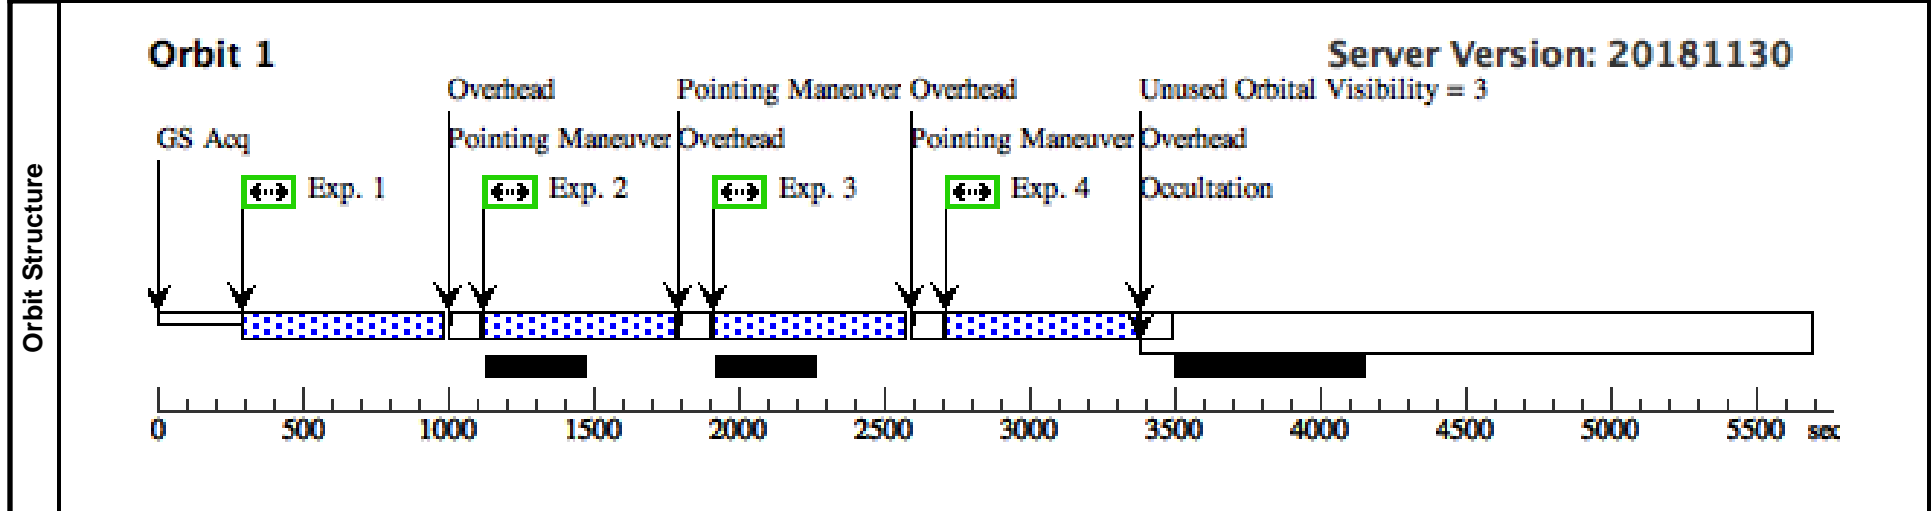 Orbit Structure
Orbit 1
Server Version: 20181130
Overhead
Pointing Maneuver
Overhead
Unused Orbital Visibility = 3
GS Acq
Pointing Maneuver
Overhead
Pointing Maneuver
Overhead
Exp. 1
Exp. 2
Exp. 3
Exp. 4
Occultation
0 500 1000 1500 2000 2500 3000 3500 4000 4500 5000 5500 sec